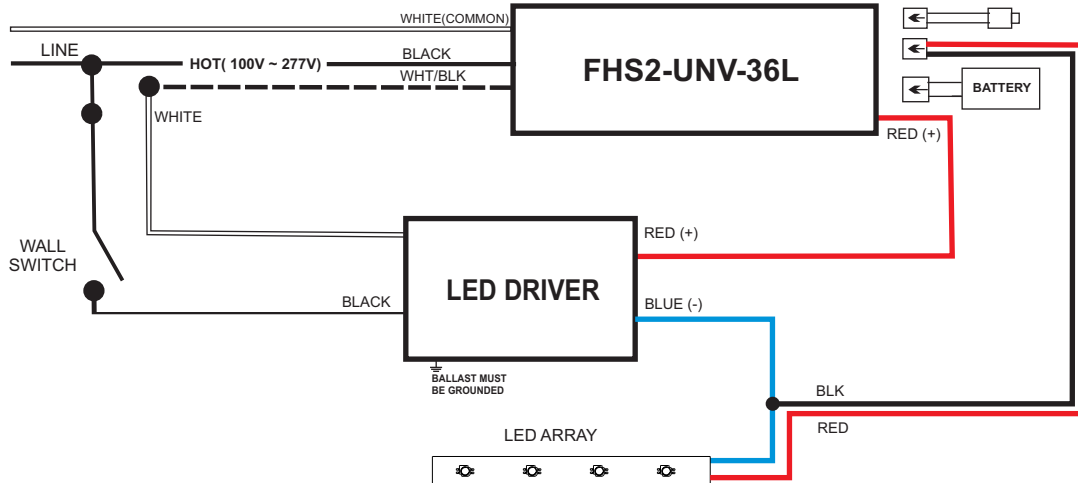 WHITE(COMMON)
LINE
HOT( 100V ~ 277V)
BLACK
WHT/BLK
FHS2-UNV-36L
BATTERY
WHITE
RED (+)
WALL
SWITCH
RED (+)
LED DRIVER
BLACK
BLUE (-)
BALLAST MUST
BE GROUNDED
BLK
RED
LED ARRAY